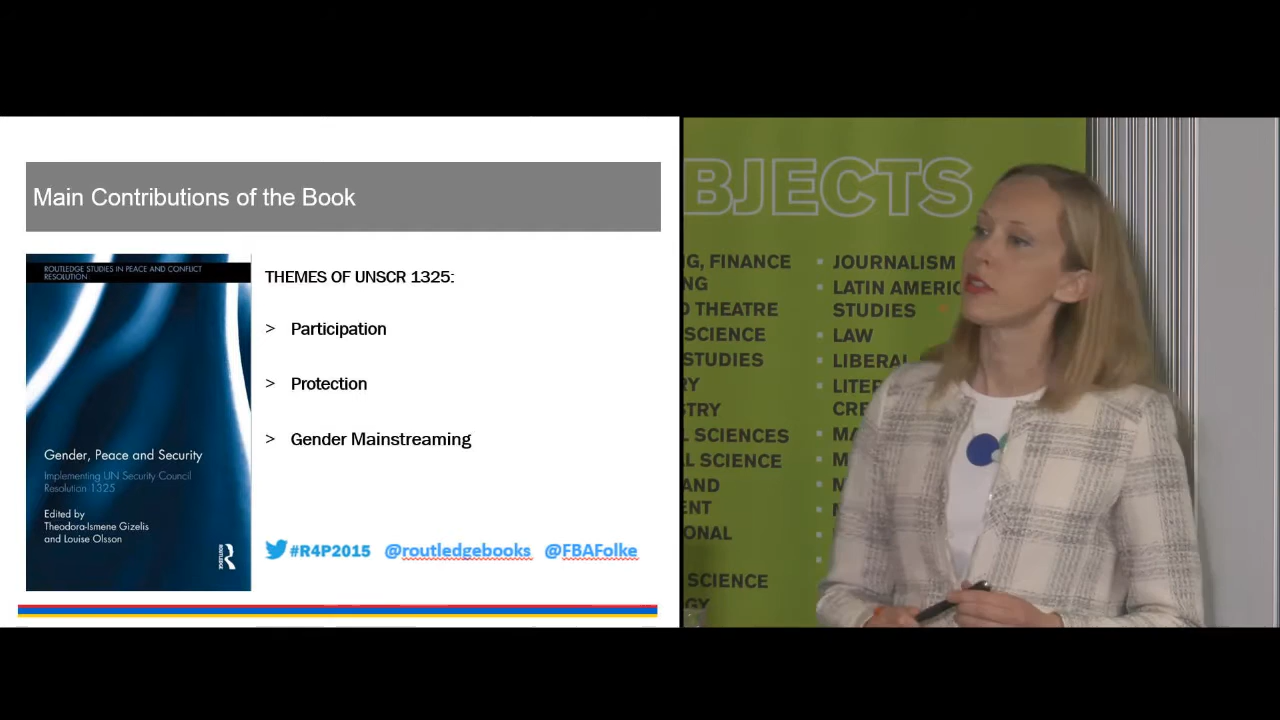 Main Contributions of the Book
ROUTLEDGE STUDIES IN PEACE AND CONFLICT
RESOLUTION
Gender, Peace and Security
Implementing UN Security Council
Resolution 1325
Edited by
Theodora-Ismene Gizelis
and Louise Olsson
ROUTLEDGE
THEMES OF UNSCR 1325:
> Participation
> Protection
> Gender Mainstreaming
#R4P2015 @routledgebooks @FBAFolke
BJECTS
G, FINANCE
NG
D THEATRE
SCIENCE
STUDIES
RY
STRY
L SCIENCES
L SCIENCE
AND
ENT
ONAL
SCIENCE
GY
JOURNALISM
LATIN AMERIC
STUDIES
LAW
LIBERAL
LITE
CRE